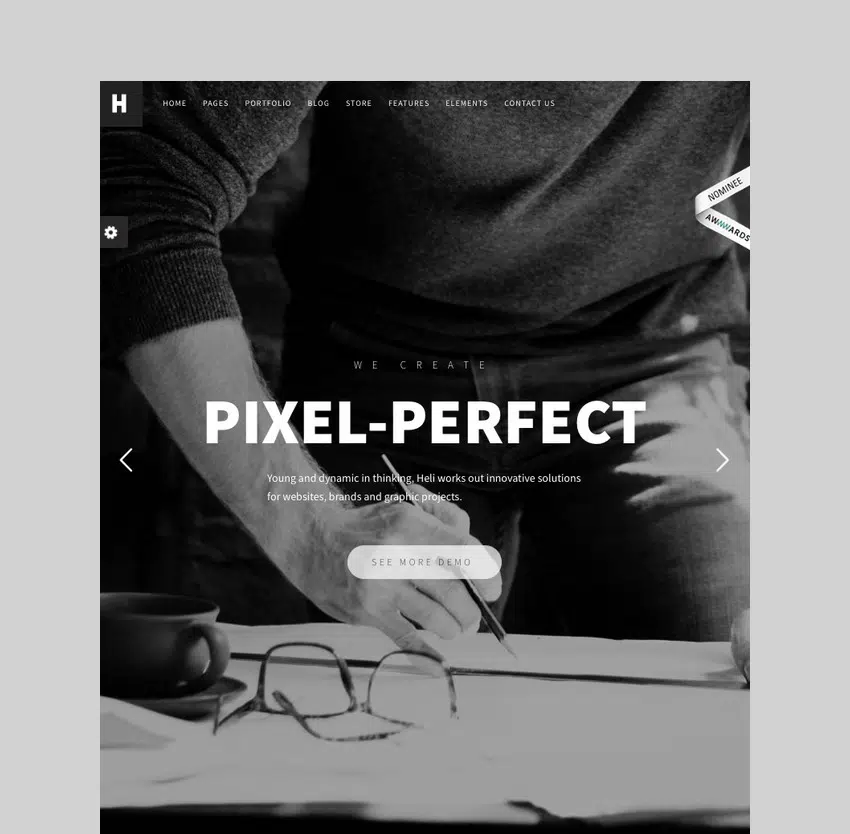 H
HOME PAGES PORTFOLIO BLOG STORE FEATURES ELEMENTS CONTACT US
NOMINEE
AWWWARDS
WE CREATE
PIXEL-PERFECT
Young and dynamic in thinking, Heli works out innovative solutions
for websites, brands and graphic projects.
SEE MORE DEMO